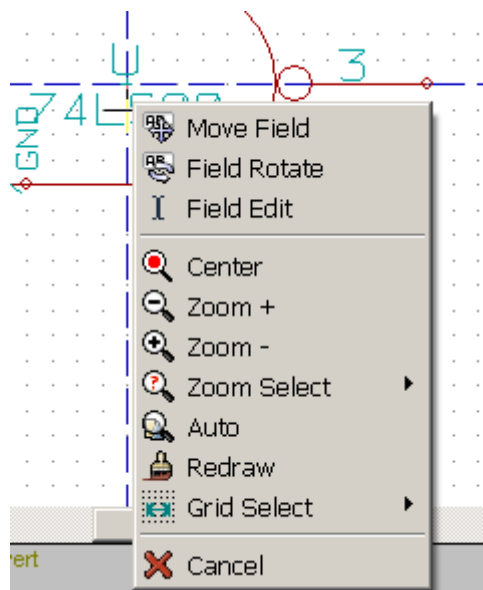 3
74LS00
GND
Move Field
Field Rotate
Field Edit
Center
Zoom +
Zoom -
Zoom Select
Auto
Redraw
Grid Select
Cancel
ert